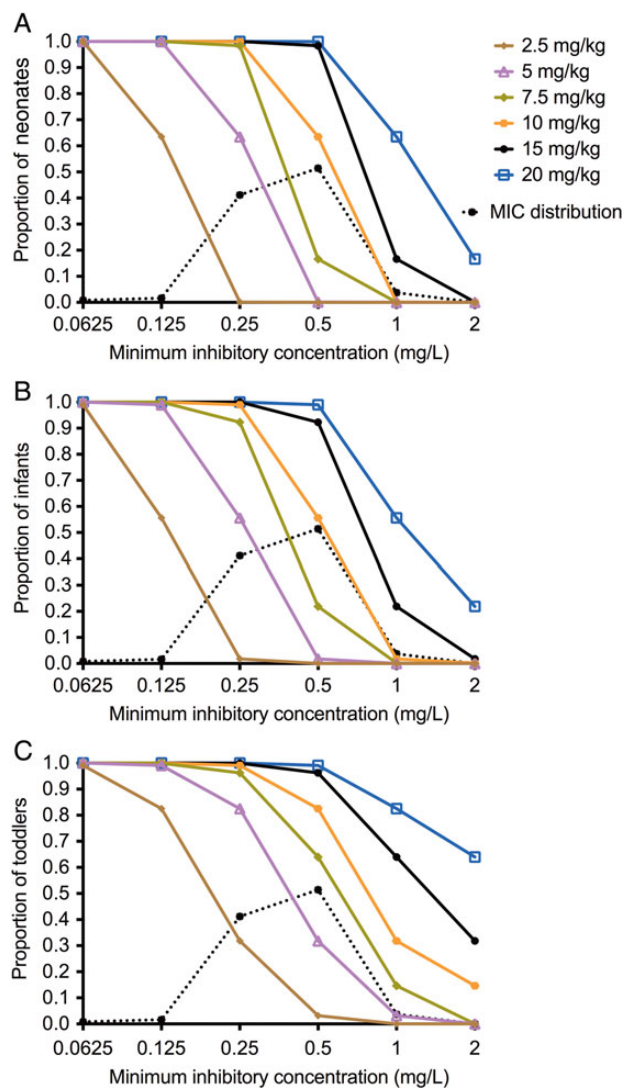 A
Proportion of neonates
1.0
0.9
0.8
0.7
0.6
0.5
0.4
0.3
0.2
0.1
0.0
0.0625 0.125 0.25 0.5 1 2
Minimum inhibitory concentration (mg/L)
2.5 mg/kg
5 mg/kg
7.5 mg/kg
10 mg/kg
15 mg/kg
20 mg/kg
MIC distribution
B
Proportion of infants
1.0
0.9
0.8
0.7
0.6
0.5
0.4
0.3
0.2
0.1
0.0
0.0625 0.125 0.25 0.5 1 2
Minimum inhibitory concentration (mg/L)
C
Proportion of toddlers
1.0
0.9
0.8
0.7
0.6
0.5
0.4
0.3
0.2
0.1
0.0
0.0625 0.125 0.25 0.5 1 2
Minimum inhibitory concentration (mg/L)